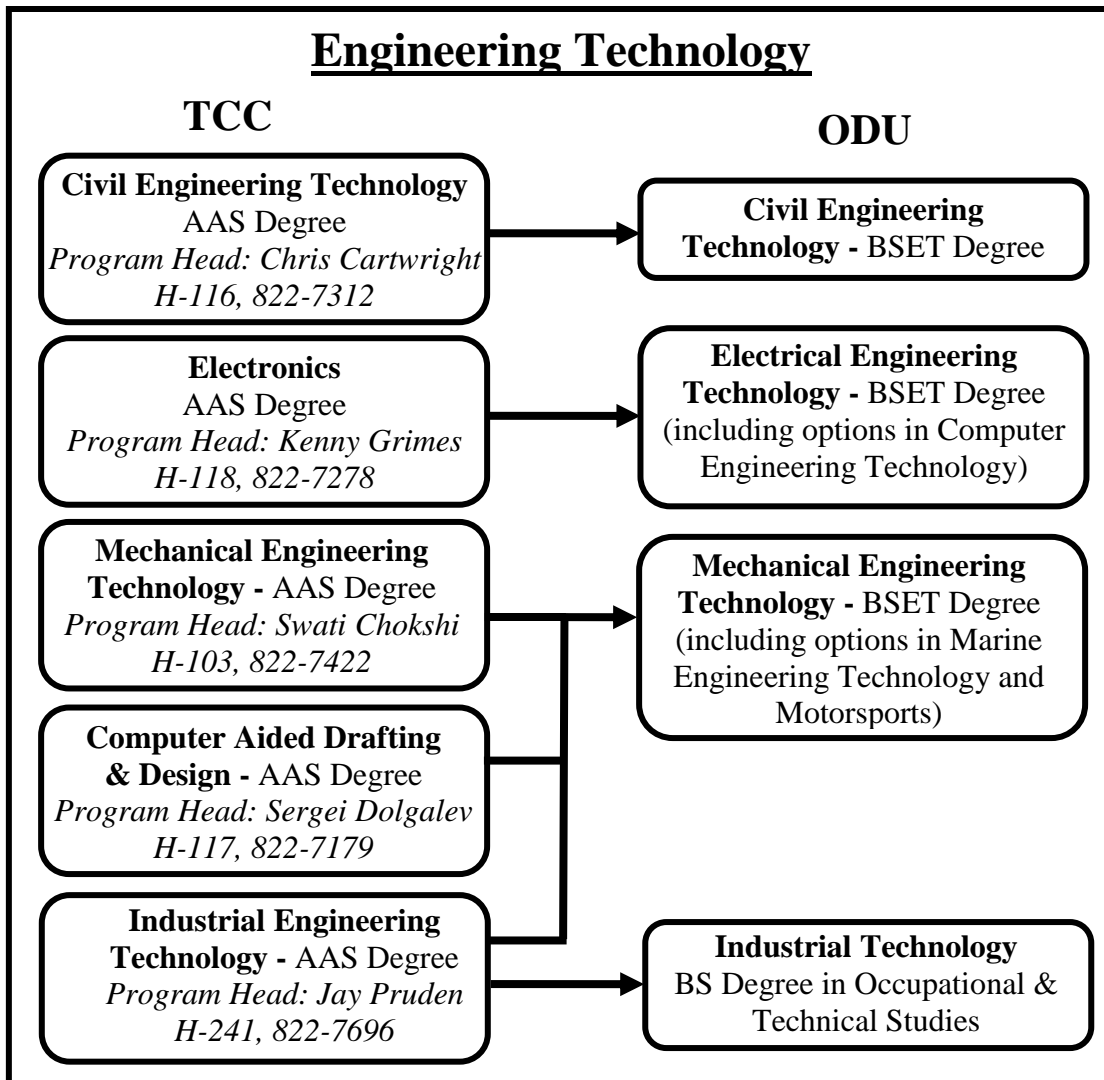 Engineering Technology
TCC
ODU
Civil Engineering Technology
AAS Degree
Program Head: Chris Cartwright
H-116, 822-7312
Civil Engineering
Technology - BSET Degree
Electronics
AAS Degree
Program Head: Kenny Grimes
H-118, 822-7278
Electrical Engineering
Technology - BSET Degree
(including options in Computer
Engineering Technology)
Mechanical Engineering
Technology - AAS Degree
Program Head: Swati Chokshi
H-103, 822-7422
Mechanical Engineering
Technology - BSET Degree
(including options in Marine
Engineering Technology and
Motorsports)
Computer Aided Drafting
& Design - AAS Degree
Program Head: Sergei Dolgalev
H-117, 822-7179
Industrial Engineering
Technology - AAS Degree
Program Head: Jay Pruden
H-241, 822-7696
Industrial Technology
BS Degree in Occupational &
Technical Studies